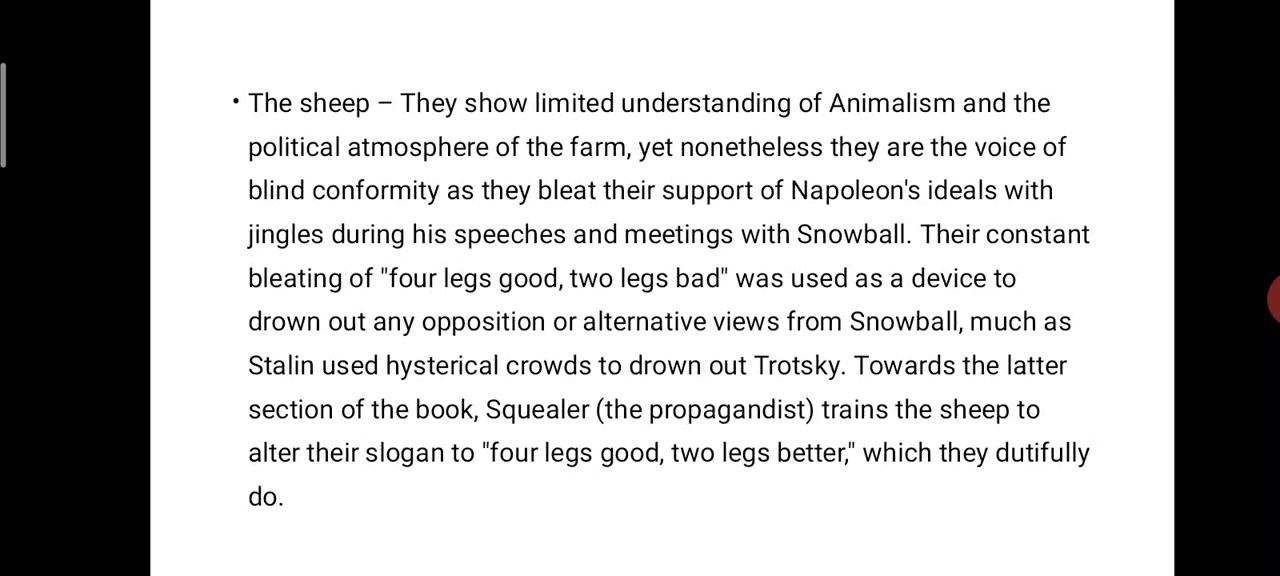 • The sheep – They show limited understanding of Animalism and the
political atmosphere of the farm, yet nonetheless they are the voice of
blind conformity as they bleat their support of Napoleon's ideals with
jingles during his speeches and meetings with Snowball. Their constant
bleating of "four legs good, two legs bad" was used as a device to
drown out any opposition or alternative views from Snowball, much as
Stalin used hysterical crowds to drown out Trotsky. Towards the latter
section of the book, Squealer (the propagandist) trains the sheep to
alter their slogan to "four legs good, two legs better," which they dutifully
do.